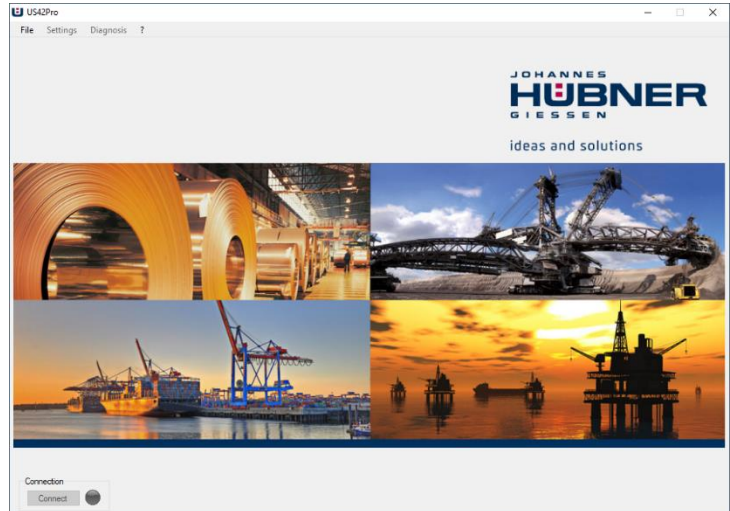 US42Pro
File Settings Diagnosis ?
JOHANNES
HÜBNER
GIESSEN
ideas and solutions
Connection
Connect